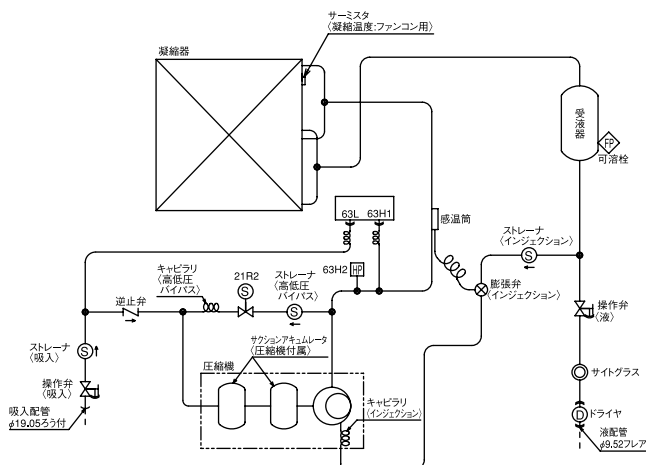 サーミスタ
〈凝縮温度:ファンコン用〉
凝縮器
受液器
FP
可溶栓
63L 63H1
感温筒
ストレーナ
〈インジェクション〉
S
63H2 HP
キャピラリ
〈高低圧
バイパス〉
21R2
S
ストレーナ
〈高低圧
バイパス〉
S
膨張弁
〈インジェクション〉
逆止弁
操作弁
〈液〉
ストレーナ
〈吸入〉
S
サクションアキュムレータ
〈圧縮機付属〉
圧縮機
サイトグラス
操作弁
〈吸入〉
キャピラリ
〈インジェクション〉
D
ドライヤ
吸入配管
φ19.05ろう付
液配管
φ9.52フレア